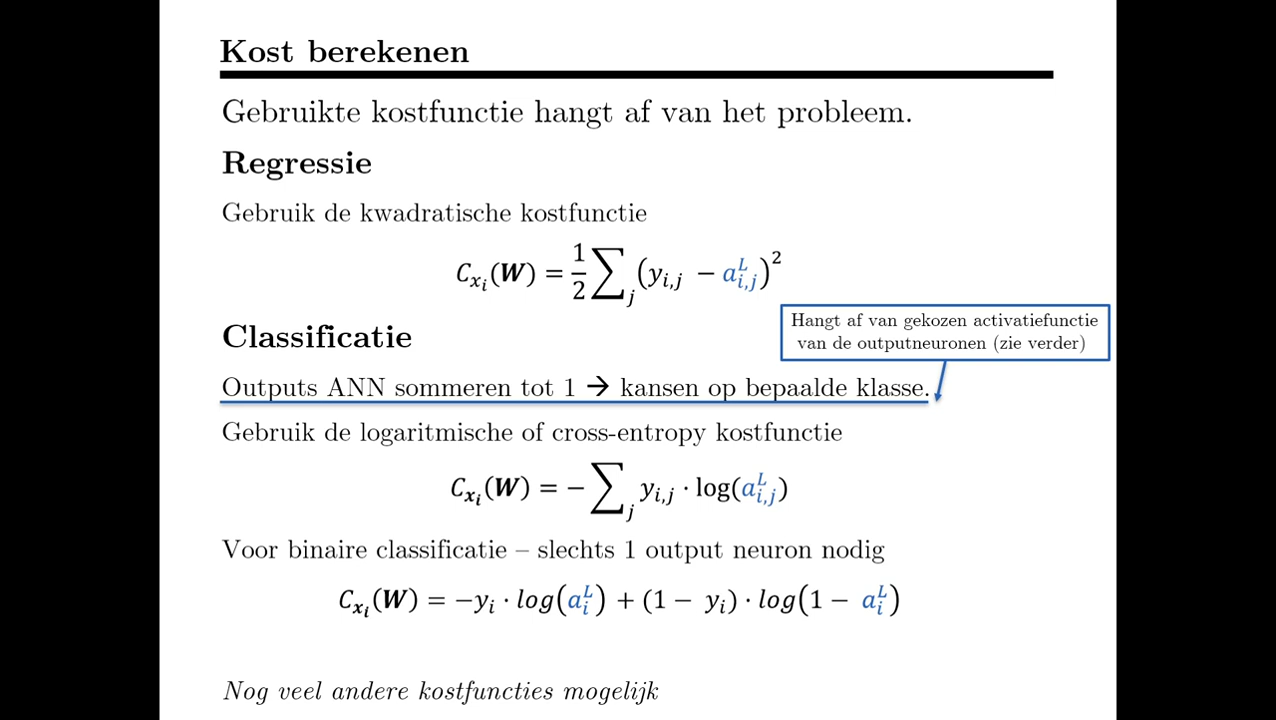 Kost berekenen
Gebruikte kostfunctie hangt af van het probleem.
Regressie
Gebruik de kwadratische kostfunctie
C_{x_i}(W) = \frac{1}{2} ∑_j (y_{i,j} − a^L_{i,j})^2
Hangt af van gekozen activatiefunctie
van de outputneuronen (zie verder)
Classificatie
Outputs ANN sommeren tot 1 → kansen op bepaalde klasse.
Gebruik de logaritmische of cross-entropy kostfunctie
C_{x_i}(W) = − ∑_j y_{i,j} · log(a^L_{i,j})
Voor binaire classificatie – slechts 1 output neuron nodig
C_{x_i}(W) = −y_i · log(a^L_i) + (1 − y_i) · log(1 − a^L_i)
Nog veel andere kostfuncties mogelijk